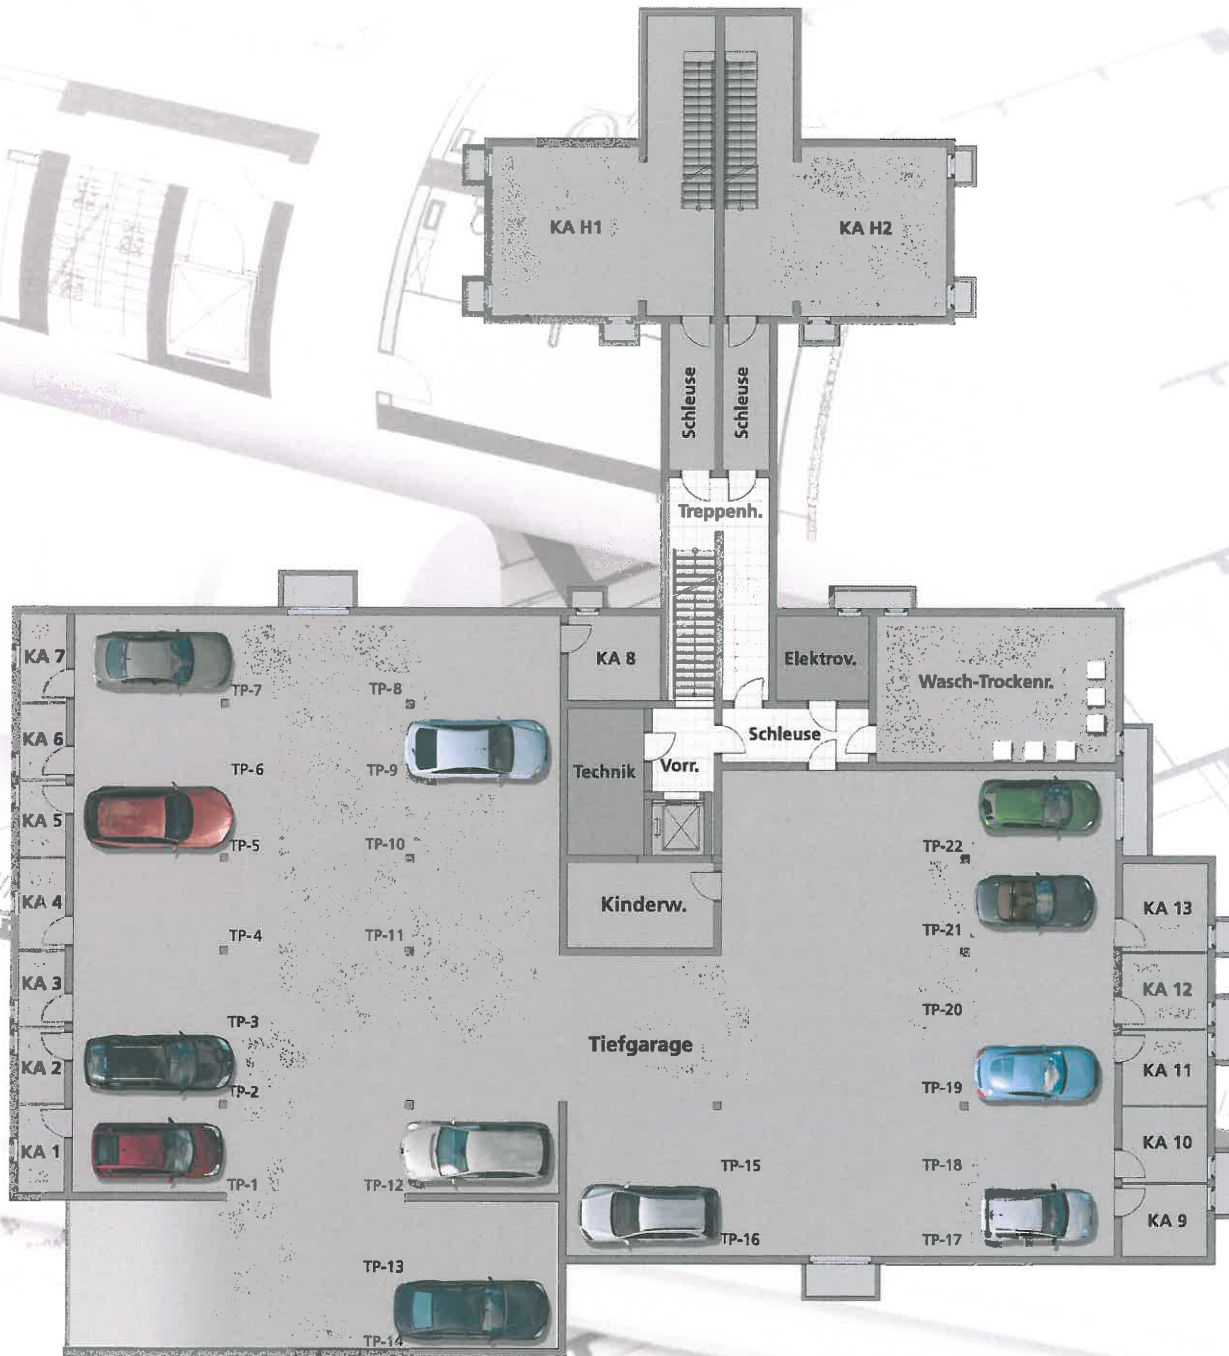 KA H1
KA H2
Schleuse
Schleuse
Treppenh.
KA 7
TP-7
TP-8
KA 8
Elektrov.
Wasch-Trockenr.
KA 6
TP-6
TP-9
Technik
Vorr.
Schleuse
KA 5
TP-5
TP-10
TP-22
KA 4
TP-4
TP-11
Kinderw.
TP-21
KA 13
KA 3
TP-3
Tiefgarage
TP-20
KA 12
KA 2
TP-2
TP-19
KA 11
KA 1
TP-1
TP-12
TP-15
TP-18
KA 10
TP-16
TP-17
KA 9
TP-13
TP-14